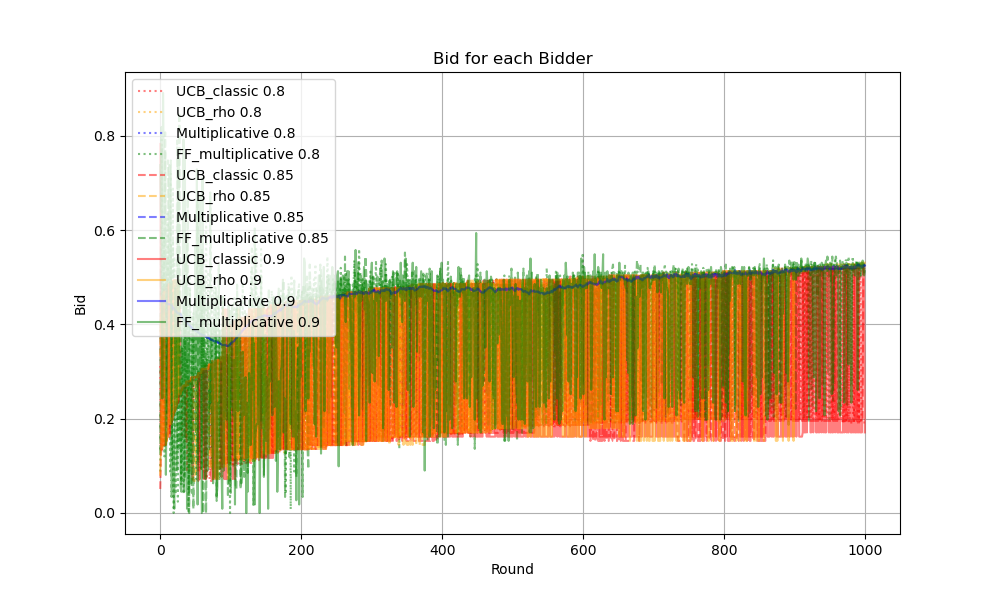 Bid for each Bidder
UCB_classic 0.8
UCB_rho 0.8
Multiplicative 0.8
FF_multiplicative 0.8
UCB_classic 0.85
UCB_rho 0.85
Multiplicative 0.85
FF_multiplicative 0.85
UCB_classic 0.9
UCB_rho 0.9
Multiplicative 0.9
FF_multiplicative 0.9
Bid
0.8
0.6
0.4
0.2
0.0
0 200 400 600 800 1000
Round